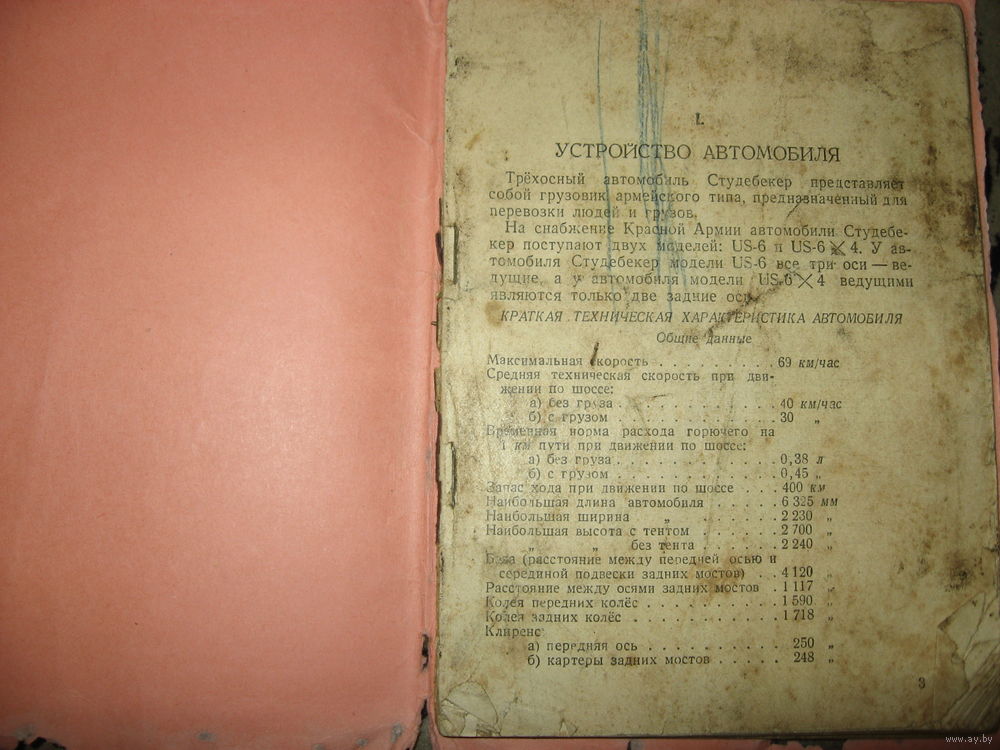 I.
УСТРОЙСТВО АВТОМОБИЛЯ
Трёхосный автомобиль Студебекер представляет
собой грузовик армейского типа, предназначенный для
перевозки людей и грузов.
На снабжение Красной Армии автомобили Студебе-
кер поступают двух моделей: US-6 и US-6 × 4. У ав-
томобиля Студебекер модели US-6 все три оси — ве-
дущие, а у автомобиля модели US-6 × 4 ведущими
являются только две задние оси.
КРАТКАЯ ТЕХНИЧЕСКАЯ ХАРАКТЕРИСТИКА АВТОМОБИЛЯ
Общие данные
Максимальная скорость . . . . . . . . . . 69 км/час
Средняя техническая скорость при дви-
жении по шоссе:
а) без груза . . . . . . . . . . . . . 40 км/час
б) с грузом . . . . . . . . . . . . . 30 „
Временная норма расхода горючего на
1 км пути при движении по шоссе:
а) без груза . . . . . . . . . . . . . 0,38 л
б) с грузом . . . . . . . . . . . . . 0,45 „
Запас хода при движении по шоссе . . . 400 км
Наибольшая длина автомобиля . . . . . . 6 325 мм
Наибольшая ширина „ . . . . . . 2 230 „
Наибольшая высота с тентом . . . . . . . 2 700 „
„ „ без тента . . . . . . 2 240 „
База (расстояние между передней осью и
серединой подвески задних мостов) . . 4 120 „
Расстояние между осями задних мостов . 1 117 „
Колея передних колёс . . . . . . . . . . . 1 590 „
Колея задних колёс . . . . . . . . . . . . 1 718 „
Клиренс:
а) передняя ось . . . . . . . . . . . 250 „
б) картеры задних мостов . . . . . 248 „
3
www.ay.by